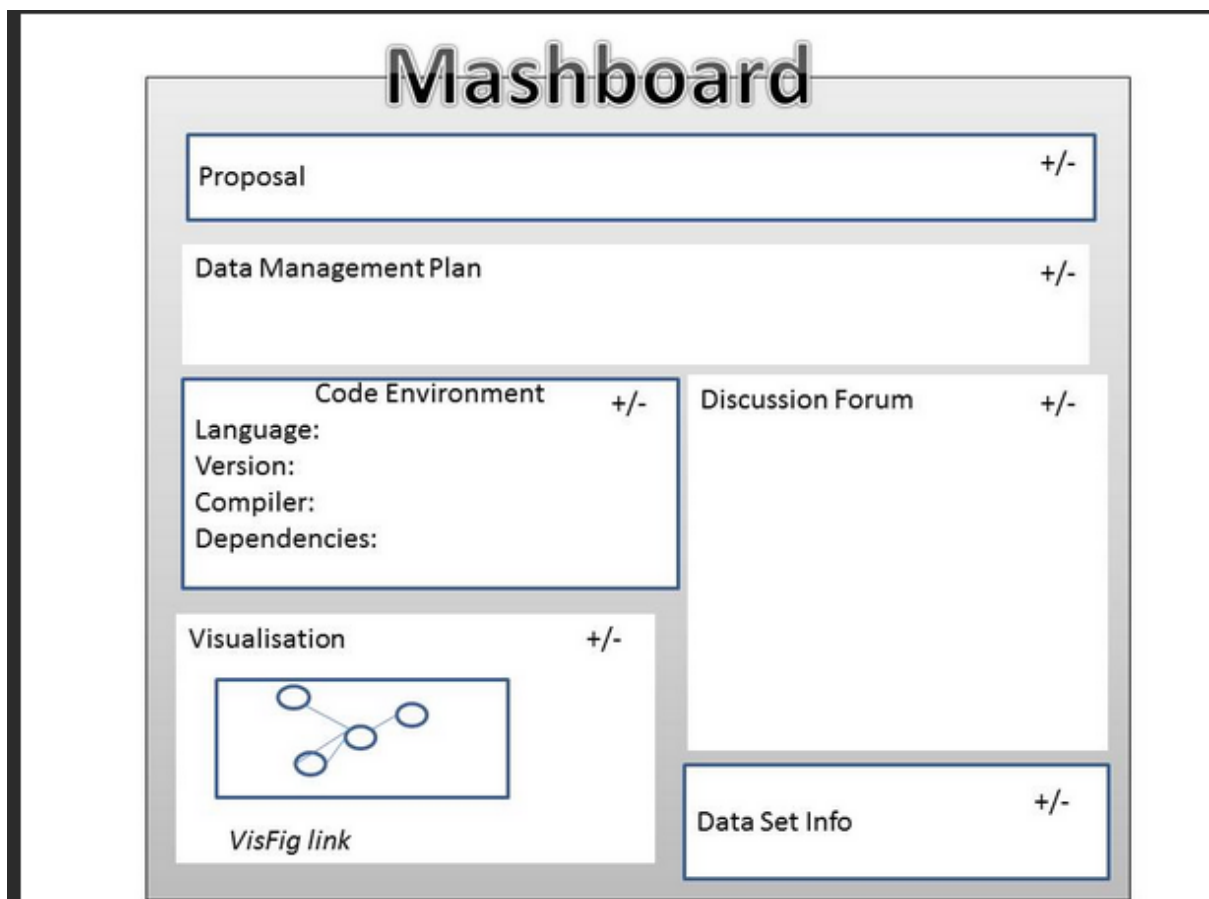 Mashboard
Proposal +/-
Data Management Plan +/-
Code Environment +/-
Language:
Version:
Compiler:
Dependencies:
Discussion Forum +/-
Visualisation +/-
VisFig link
Data Set Info +/-